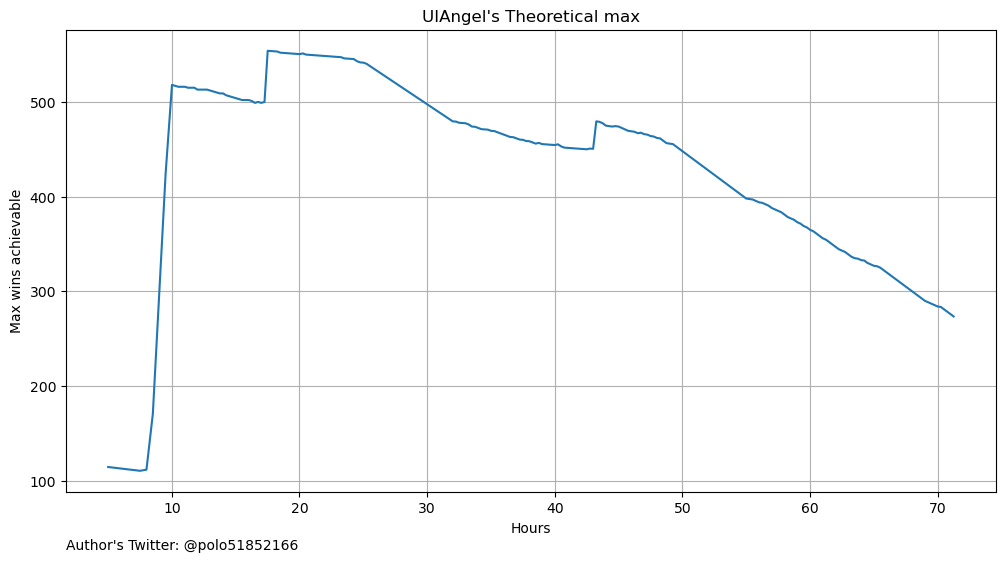 UIAngel's Theoretical max
Max wins achievable
500
400
300
200
100
10 20 30 40 50 60 70
Hours
Author's Twitter: @polo51852166